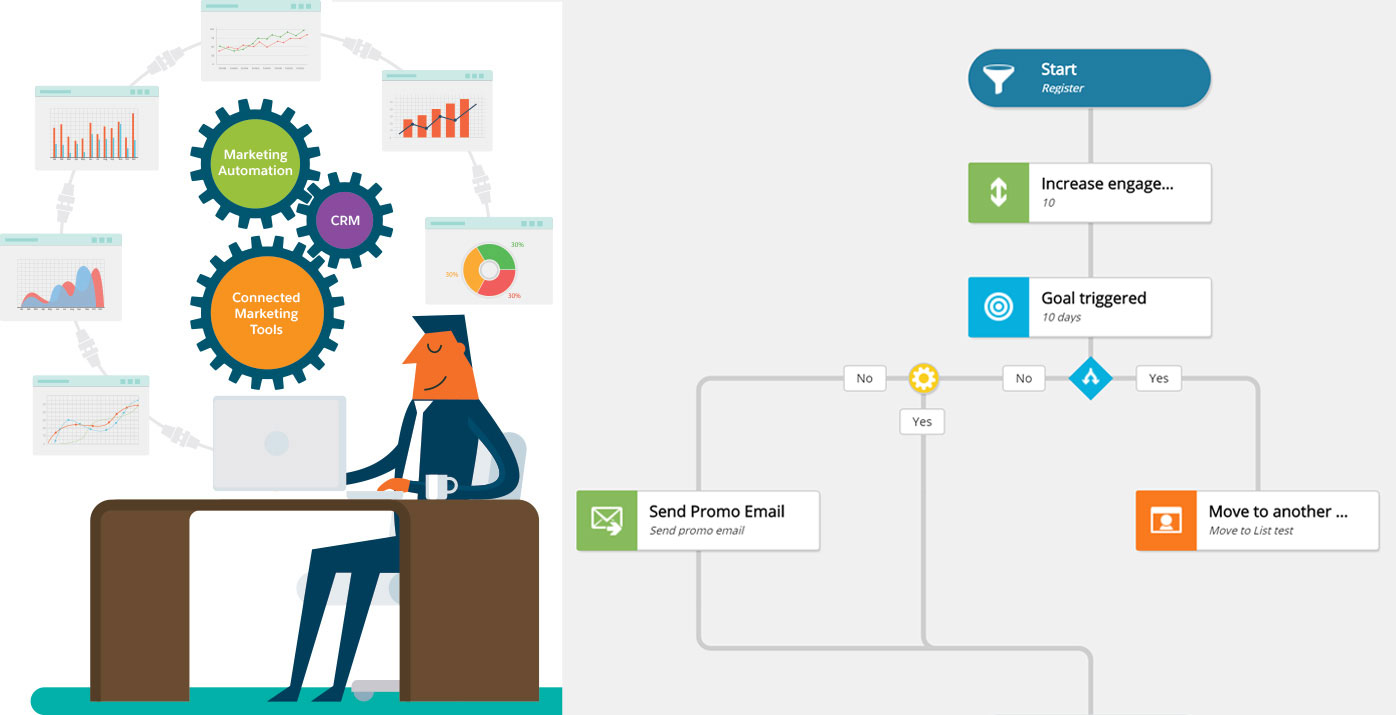 Marketing
Automation
CRM
Connected
Marketing
Tools
30%
30%
30%
Start
Register
Increase engage...
10
Goal triggered
10 days
No
No
Yes
Yes
Send Promo Email
Send promo email
Move to another ...
Move to List test